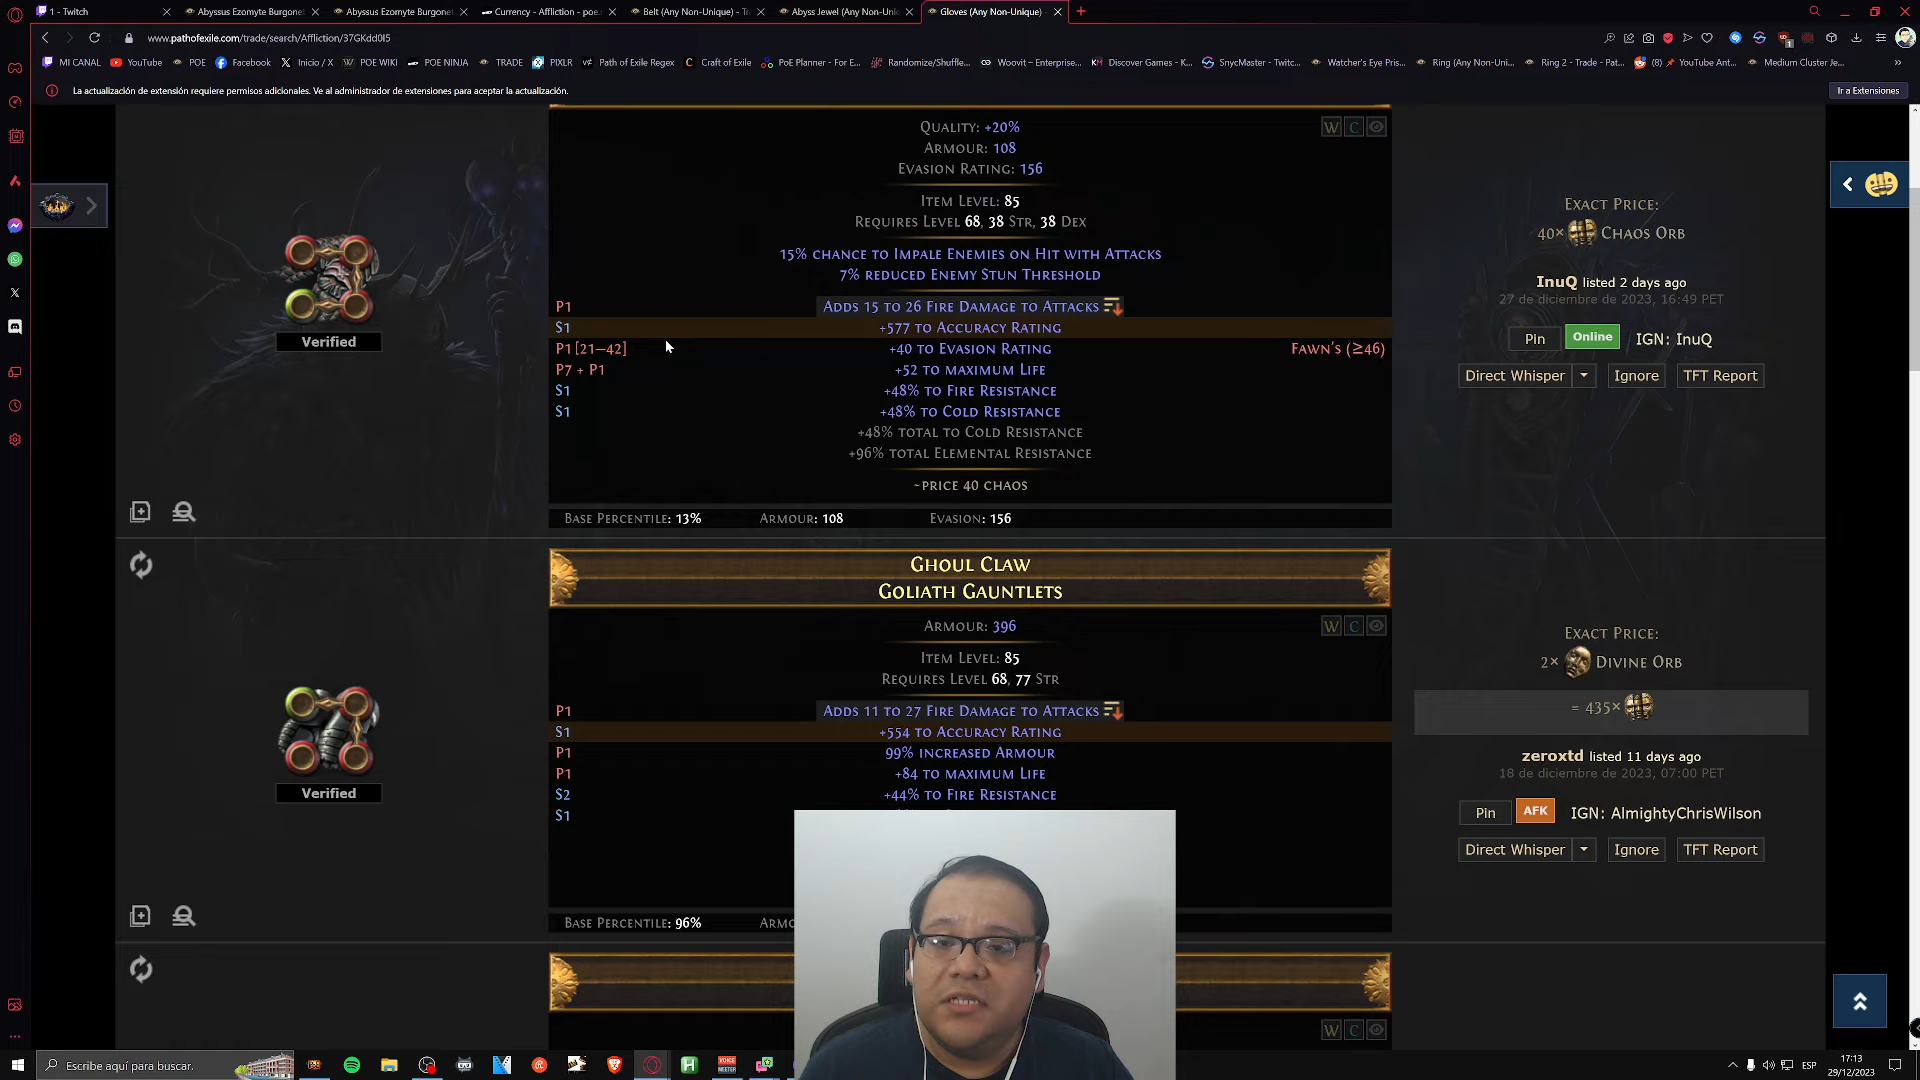 1 - Twitch
Abyssus Ezomyte Burgonet
Abyssus Ezomyte Burgonet
Currency - Affliction - poe.n
Belt (Any Non-Unique) - Tra
Abyss Jewel (Any Non-Uni
Gloves (Any Non-Unique) -
www.pathofexile.com/trade/search/Affliction/37GKdd0I5
MI CANAL
YouTube
POE
Facebook
Inicio / X
POE WIKI
POE NINJA
TRADE
PIXLR
Path of Exile Regex
Craft of Exile
PoE Planner - For E...
Randomize/Shuffle...
Woovit – Enterprise...
Discover Games - K...
SnycMaster - Twitc...
Watcher's Eye Pris...
Ring (Any Non-Uni...
Ring 2 - Trade - Pat...
(8) YouTube Ant...
Medium Cluster Je...
La actualización de extensión requiere permisos adicionales. Ve al administrador de extensiones para aceptar la actualización.
Ir a Extensiones
Quality: +20%
Armour: 108
Evasion Rating: 156
Item Level: 85
Requires Level 68, 38 Str, 38 Dex
15% chance to Impale Enemies on Hit with Attacks
7% reduced Enemy Stun Threshold
P1 Adds 15 to 26 Fire Damage to Attacks
S1 +577 to Accuracy Rating
P1 [21—42] +40 to Evasion Rating Fawn's (≥46)
P7 + P1 +52 to maximum Life
S1 +48% to Fire Resistance
S1 +48% to Cold Resistance
+48% total to Cold Resistance
+96% total Elemental Resistance
~price 40 chaos
Base Percentile: 13% Armour: 108 Evasion: 156
Verified
Exact Price:
40× Chaos Orb
InuQ listed 2 days ago
27 de diciembre de 2023, 16:49 PET
Pin Online IGN: InuQ
Direct Whisper Ignore TFT Report
W C
Ghoul Claw
Goliath Gauntlets
Armour: 396
W C
Item Level: 85
Requires Level 68, 77 Str
P1 Adds 11 to 27 Fire Damage to Attacks
S1 +554 to Accuracy Rating
P1 99% increased Armour
P1 +84 to maximum Life
S2 +44% to Fire Resistance
S1
Base Percentile: 96%
Verified
Exact Price:
2× Divine Orb
= 435×
zeroxtd listed 11 days ago
18 de diciembre de 2023, 07:00 PET
Pin AFK IGN: AlmightyChrisWilson
Direct Whisper Ignore TFT Report
W C
Escribe aquí para buscar.
VOICE MEETER
ESP
17:13
29/12/2023